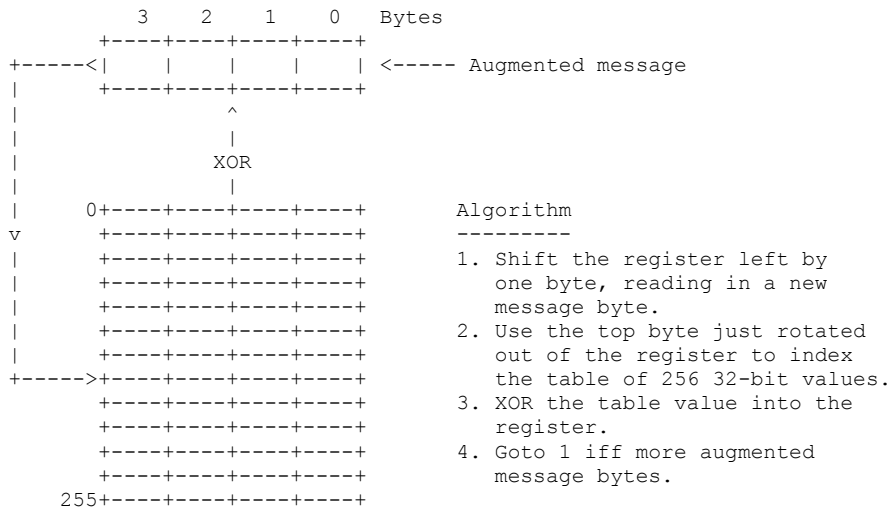 3 2 1 0 Bytes
+----+----+----+----+
+-----<| | | | | <----- Augmented message
| +----+----+----+----+
| ^
| |
| XOR
| |
| 0+----+----+----+----+ Algorithm
v +----+----+----+----+ ---------
| +----+----+----+----+ 1. Shift the register left by
| +----+----+----+----+ one byte, reading in a new
| +----+----+----+----+ message byte.
| +----+----+----+----+ 2. Use the top byte just rotated
| +----+----+----+----+ out of the register to index
+----->+----+----+----+----+ the table of 256 32-bit values.
+----+----+----+----+ 3. XOR the table value into the
+----+----+----+----+ register.
+----+----+----+----+ 4. Goto 1 iff more augmented
+----+----+----+----+ message bytes.
255+----+----+----+----+